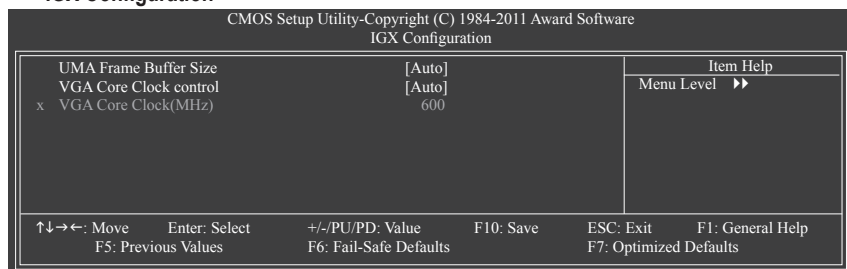 IGX Configuration
CMOS Setup Utility-Copyright (C) 1984-2011 Award Software
IGX Configuration
UMA Frame Buffer Size [Auto]
VGA Core Clock control [Auto]
x VGA Core Clock(MHz) 600
Item Help
Menu Level
↑↓→←: Move Enter: Select +/-/PU/PD: Value F10: Save ESC: Exit F1: General Help
F5: Previous Values F6: Fail-Safe Defaults F7: Optimized Defaults